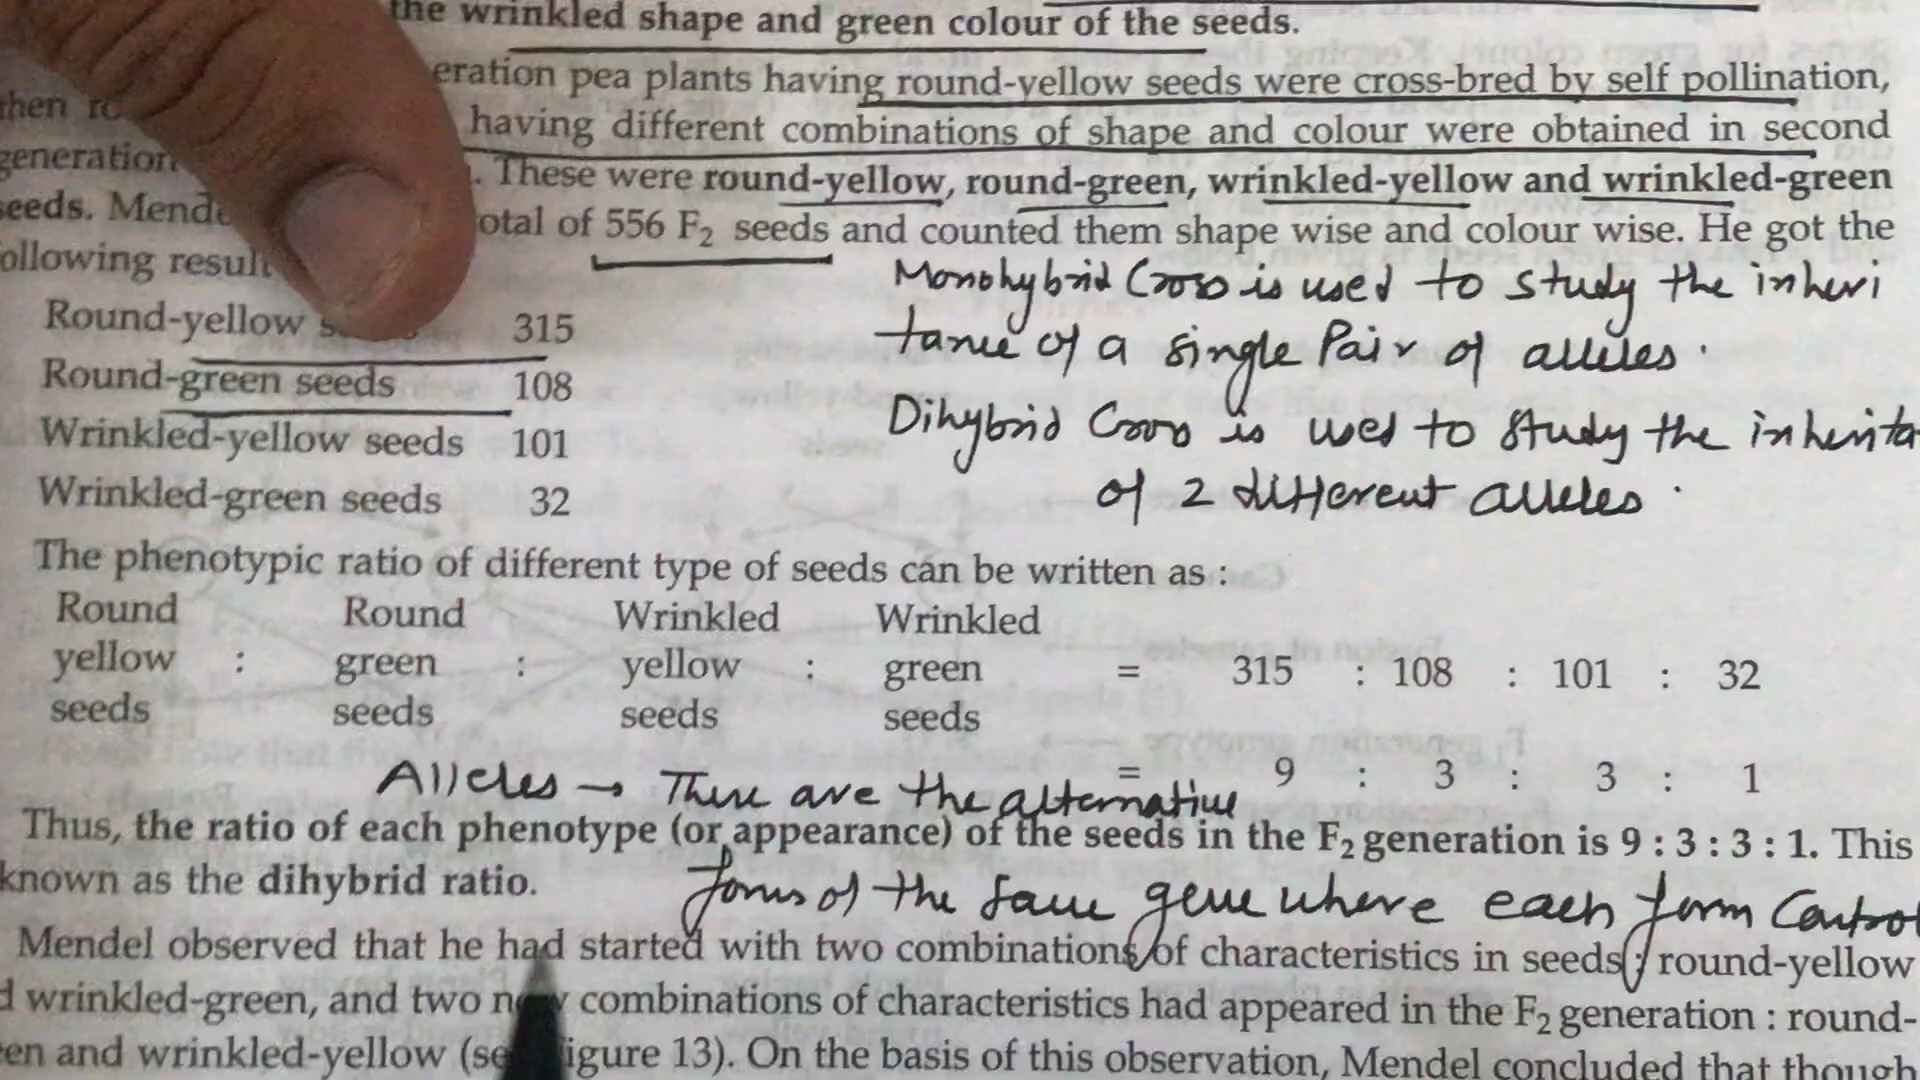 the wrinkled shape and green colour of the seeds.
eration pea plants having round-yellow seeds were cross-bred by self pollination,
then
having different combinations of shape and colour were obtained in second
generation
. These were round-yellow, round-green, wrinkled-yellow and wrinkled-green
seeds. Mende
otal of 556 F₂ seeds and counted them shape wise and colour wise. He got the
ollowing result
Monohybrid Cross is used to study the inheri
Round-yellow s 315
tance of a single Pair of alleles.
Round-green seeds 108
Dihybrid Cross is used to study the inherita
Wrinkled-yellow seeds 101
of 2 different alleles.
Wrinkled-green seeds 32
The phenotypic ratio of different type of seeds can be written as :
Round Round Wrinkled Wrinkled
yellow : green : yellow : green = 315 : 108 : 101 : 32
seeds seeds seeds seeds
= 9 : 3 : 3 : 1
Alleles → These are the alternative
Thus, the ratio of each phenotype (or appearance) of the seeds in the F₂ generation is 9 : 3 : 3 : 1. This
known as the dihybrid ratio.
forms of the same gene where each form Control
Mendel observed that he had started with two combinations of characteristics in seeds ; round-yellow
d wrinkled-green, and two new combinations of characteristics had appeared in the F₂ generation : round-
en and wrinkled-yellow (se igure 13). On the basis of this observation, Mendel concluded that though